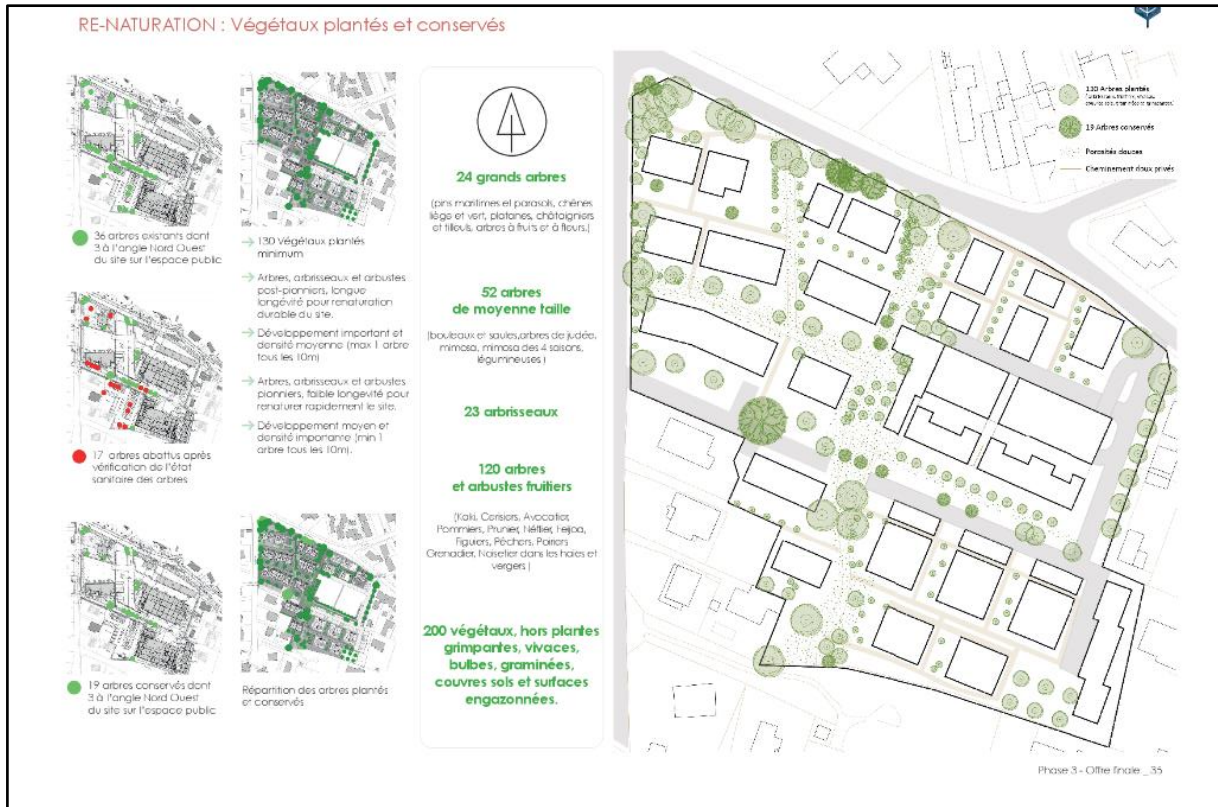 RE-NATURATION : Végétaux plantés et conservés
36 arbres existants dont
3 à l'angle Nord Ouest
du site sur l'espace public
17 arbres abattus après
vérification de l'état
sanitaire des arbres
19 arbres conservés dont
3 à l'angle Nord Ouest
du site sur l'espace public
→ 130 Végétaux plantés
minimum
→ Arbres, arbrisseaux et arbustes
post-pionniers, longue
longévité pour renaturation
durable du site.
→ Développement important et
densité moyenne (max 1 arbre
tous les 10m)
→ Arbres, arbrisseaux et arbustes
pionniers, faible longevité pour
renaturer rapidement le site.
→ Développement moyen et
densité importante (min 1
arbre tous les 10m).
Répartition des arbres plantés
et conservés
24 grands arbres
(pins maritimes et parasols, chênes
liège et vert, platanes, châtaigniers
et tilleuls, arbres à fruits et à fleurs.)
52 arbres
de moyenne taille
(bouleaux et saules,arbres de judée,
mimosa, mimosa des 4 saisons,
légumineuses )
23 arbrisseaux
120 arbres
et arbustes fruitiers
(Kaki, Cerisiers, Avocatier,
Pommiers, Prunier, Néflier, Feijoa,
Figuiers, Pêchers, Poiriers
Grenadier, Noisetier dans les haies et
vergers )
200 végétaux, hors plantes
grimpantes, vivaces,
bulbes, graminées,
couvres sols et surfaces
engazonnées.
130 Arbres plantés
19 Arbres conservés
Porosités douces
Cheminement doux privés
Phase 3 - Offre finale _ 35